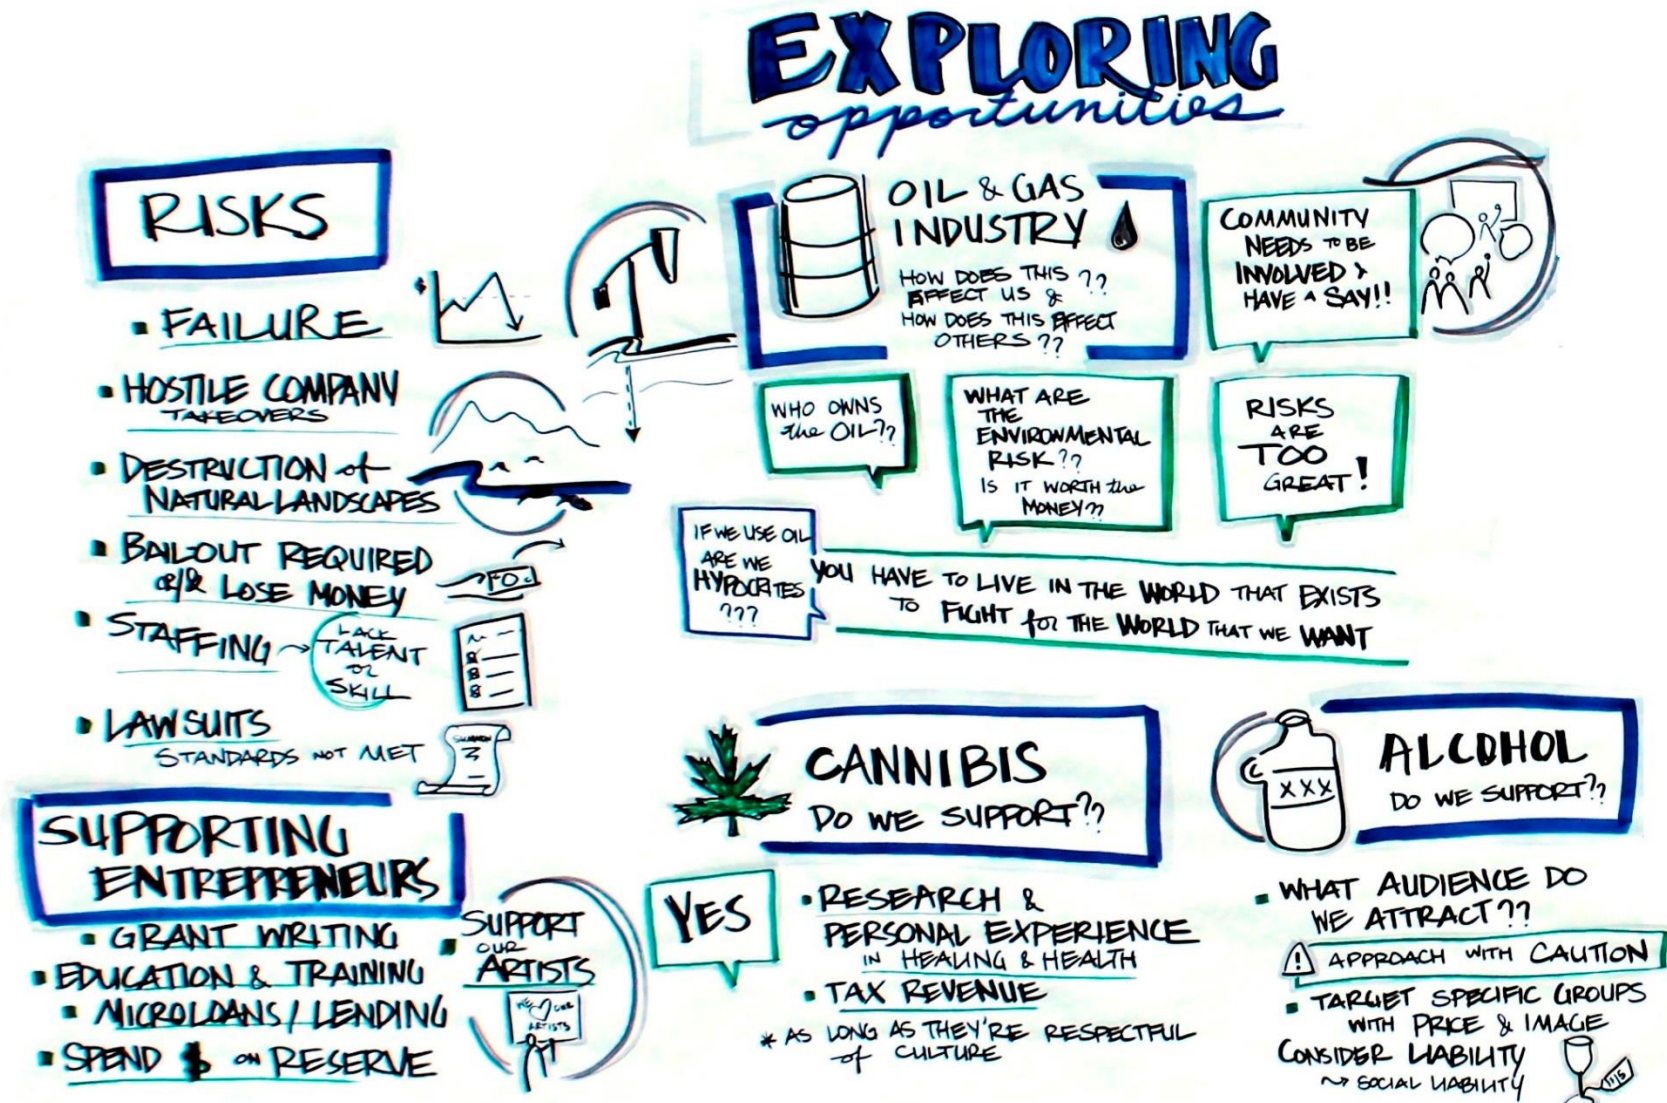 EXPLORING
opportunities
RISKS
▪ FAILURE
$
▪ HOSTILE COMPANY
TAKEOVERS
▪ DESTRUCTION of
NATURAL LANDSCAPES
▪ BAILOUT REQUIRED
or/& LOSE MONEY
▪ STAFFING → LACK
TALENT
or
SKILL
▪ LAWSUITS
STANDARDS NOT MET
OIL & GAS
INDUSTRY
HOW DOES THIS ??
EFFECT US &
HOW DOES THIS EFFECT
OTHERS ??
COMMUNITY
NEEDS TO BE
INVOLVED &
HAVE A SAY!!
WHO OWNS
the OIL??
WHAT ARE
THE
ENVIRONMENTAL
RISK??
IS IT WORTH the
MONEY??
RISKS
ARE
TOO
GREAT!
IF WE USE OIL
ARE WE
HYPOCRITES
???
YOU HAVE TO LIVE IN THE WORLD THAT EXISTS
TO FIGHT for THE WORLD THAT WE WANT
SUPPORTING
ENTREPRENEURS
▪ GRANT WRITING
▪ EDUCATION & TRAINING
▪ MICROLOANS / LENDING
▪ SPEND $ ON RESERVE
▪ SUPPORT
OUR
ARTISTS
WE ♡ OUR
ARTISTS
CANNIBIS
DO WE SUPPORT??
YES
▪ RESEARCH &
PERSONAL EXPERIENCE
IN HEALING & HEALTH
▪ TAX REVENUE
* AS LONG AS THEY'RE RESPECTFUL
of CULTURE
XXX
ALCOHOL
DO WE SUPPORT??
▪ WHAT AUDIENCE DO
WE ATTRACT??
! APPROACH WITH CAUTION
▪ TARGET SPECIFIC GROUPS
WITH PRICE & IMAGE
CONSIDER LIABILITY
→ SOCIAL LIABILITY